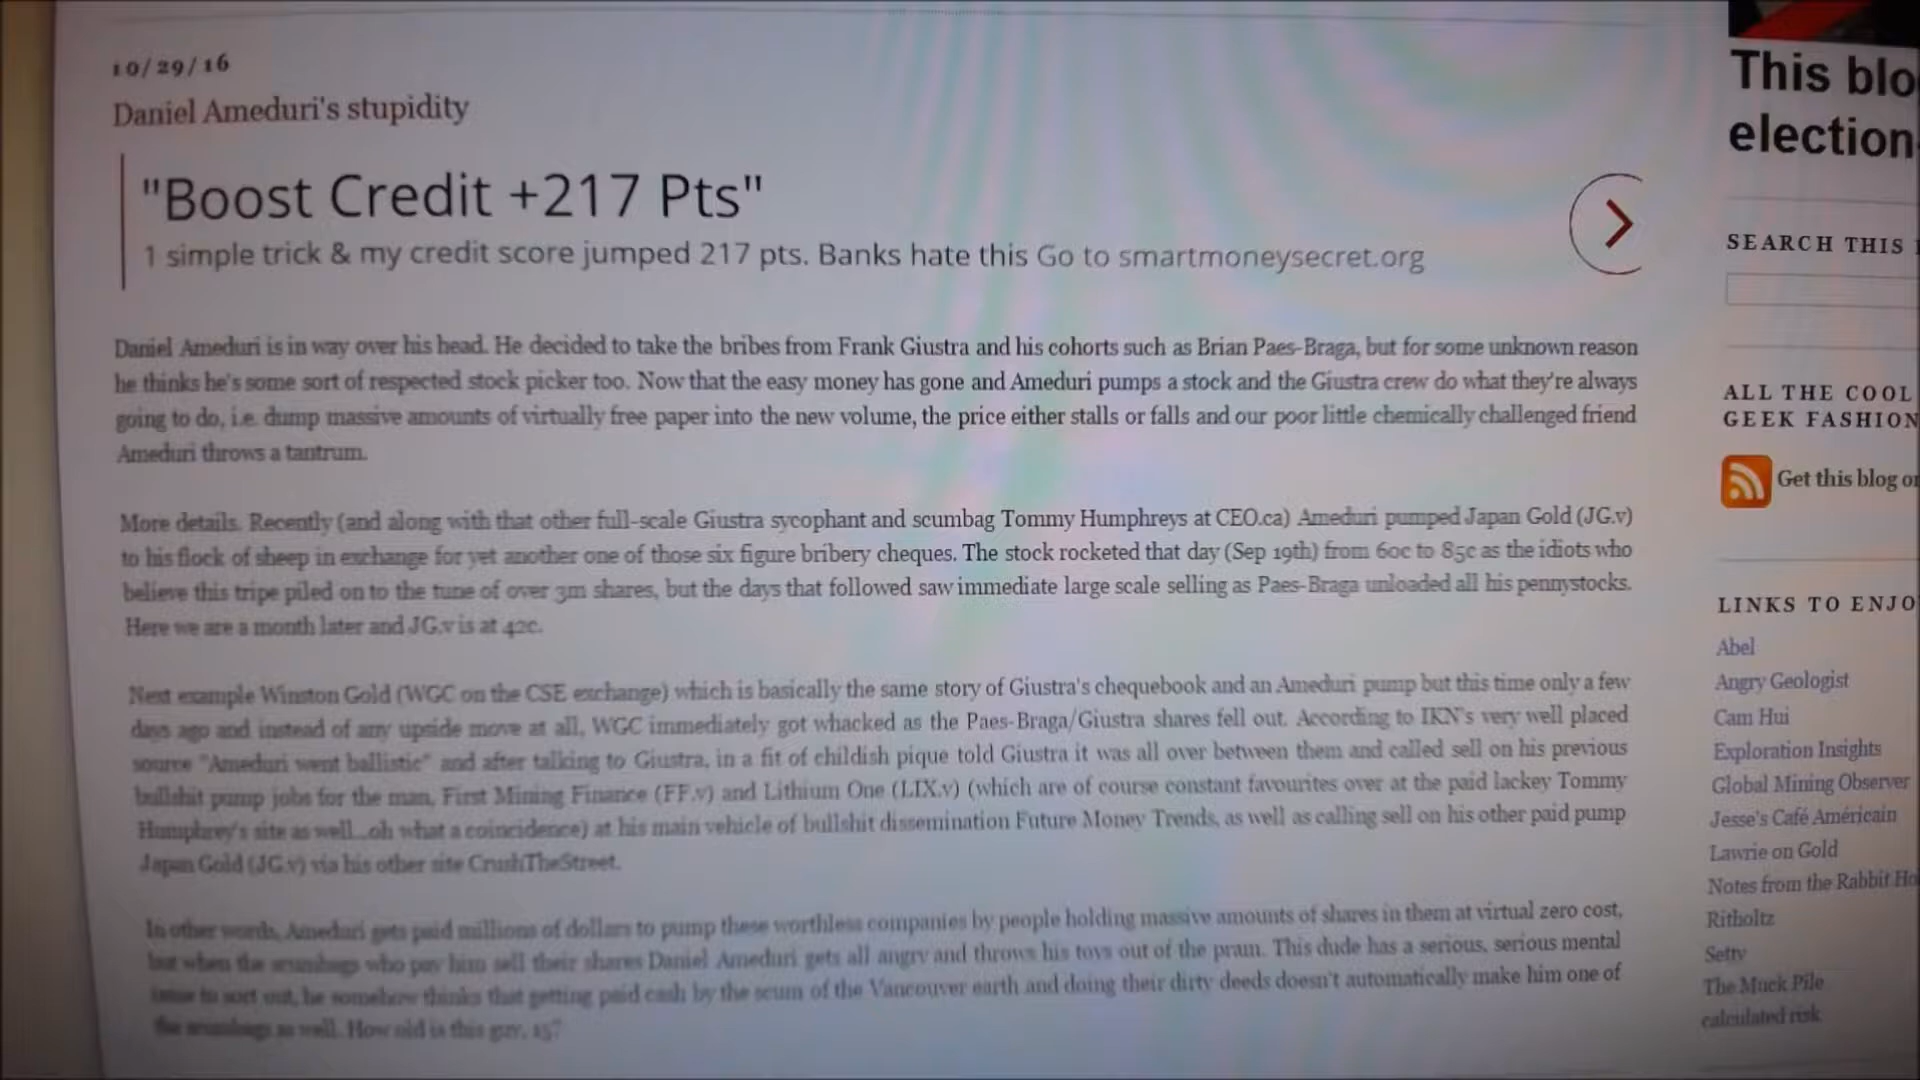 10/29/16
Daniel Ameduri's stupidity
"Boost Credit +217 Pts"
1 simple trick & my credit score jumped 217 pts. Banks hate this Go to smartmoneysecret.org
Daniel Ameduri is in way over his head. He decided to take the bribes from Frank Giustra and his cohorts such as Brian Paes-Braga, but for some unknown reason
he thinks he's some sort of respected stock picker too. Now that the easy money has gone and Ameduri pumps a stock and the Giustra crew do what they're always
going to do, i.e. dump massive amounts of virtually free paper into the new volume, the price either stalls or falls and our poor little chemically challenged friend
Ameduri throws a tantrum.
More details. Recently (and along with that other full-scale Giustra sycophant and scumbag Tommy Humphreys at CEO.ca) Ameduri pumped Japan Gold (JG.v)
to his flock of sheep in exchange for yet another one of those six figure bribery cheques. The stock rocketed that day (Sep 19th) from 60c to 85c as the idiots who
believe this tripe piled on to the tune of over 3m shares, but the days that followed saw immediate large scale selling as Paes-Braga unloaded all his pennystocks.
Here we are a month later and JG.v is at 42c.
Next example Winston Gold (WGC on the CSE exchange) which is basically the same story of Giustra's chequebook and an Ameduri pump but this time only a few
days ago and instead of any upside move at all, WGC immediately got whacked as the Paes-Braga/Giustra shares fell out. According to IKN's very well placed
source "Ameduri went ballistic" and after talking to Giustra, in a fit of childish pique told Giustra it was all over between them and called sell on his previous
bullshit pump jobs for the man, First Mining Finance (FF.v) and Lithium One (LIX.v) (which are of course constant favourites over at the paid lackey Tommy
Humphrey's site as well...oh what a coincidence) at his main vehicle of bullshit dissemination Future Money Trends, as well as calling sell on his other paid pump
Japan Gold (JG.v) via his other site CrushTheStreet.
In other words, Ameduri gets paid millions of dollars to pump these worthless companies by people holding massive amounts of shares in them at virtual zero cost,
but when the scumbags who pay him sell their shares Daniel Ameduri gets all angry and throws his toys out of the pram. This dude has a serious, serious mental
issue to sort out, he somehow thinks that getting paid cash by the scum of the Vancouver earth and doing their dirty deeds doesn't automatically make him one of
the scumbags as well. How old is this guy, 15?
This blo
election
SEARCH THIS
ALL THE COOL
GEEK FASHION
Get this blog
LINKS TO ENJO
Abel
Angry Geologist
Cam Hui
Exploration Insights
Global Mining Observer
Jesse's Café Américain
Lawrie on Gold
Notes from the Rabbit Ho
Ritholtz
Setty
The Muck Pile
calculated risk